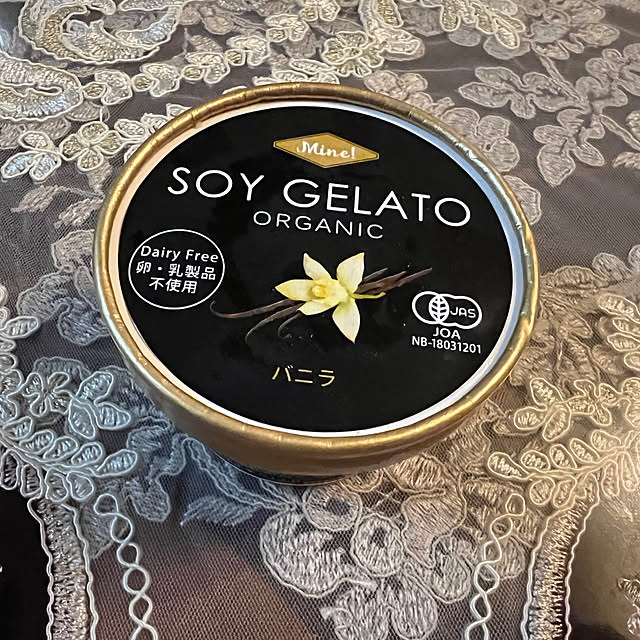 Mine!
SOY GELATO
ORGANIC
Dairy Free
卵・乳製品
不使用
JAS
JOA
NB-18031201
バニラ